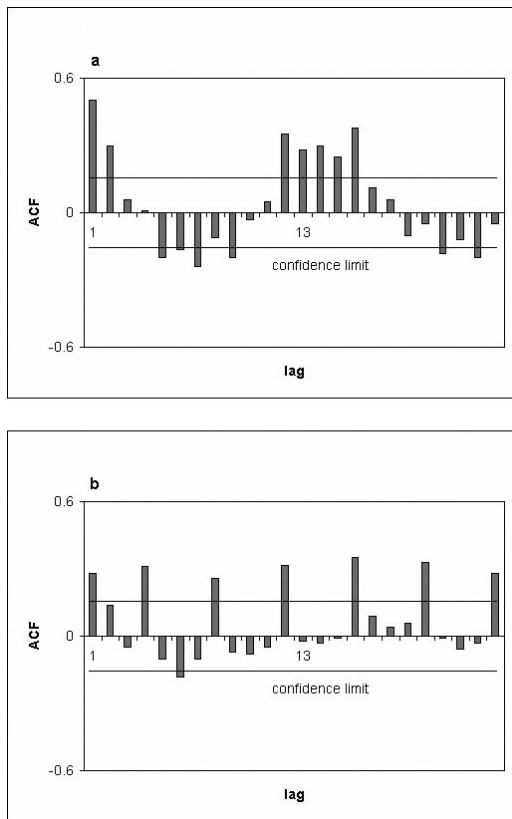 a
0.6
ACF
0
1 13
confidence limit
-0.6
lag
b
0.6
ACF
0
1 13
confidence limit
-0.6
lag